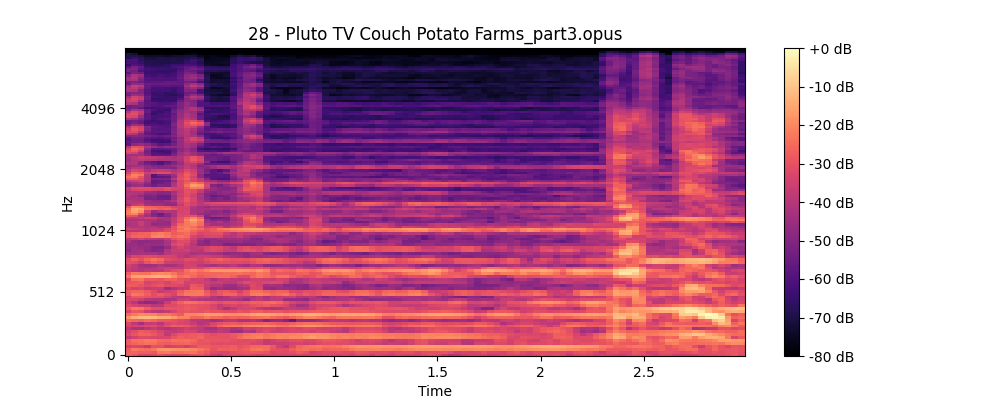 28 - Pluto TV Couch Potato Farms_part3.opus
+0 dB
-10 dB
-20 dB
-30 dB
-40 dB
-50 dB
-60 dB
-70 dB
-80 dB
4096
2048
1024
512
0
Hz
0
0.5
1
1.5
2
2.5
Time